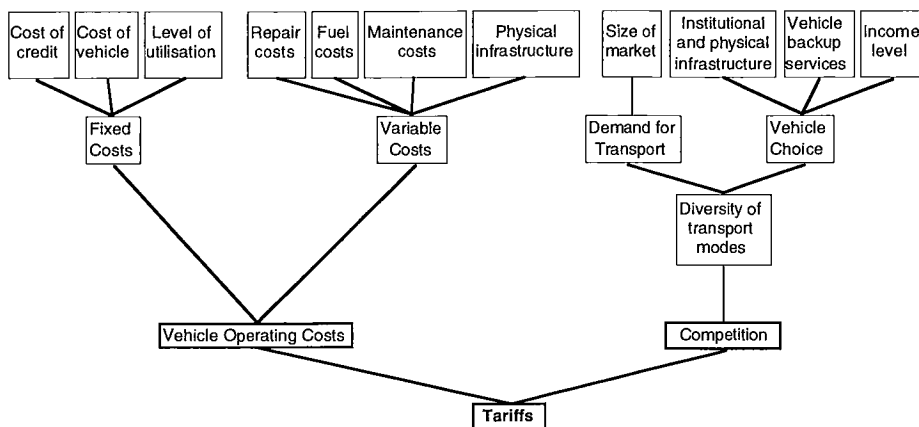 Cost of
credit
Cost of
vehicle
Level of
utilisation
Repair
costs
Fuel
costs
Maintenance
costs
Physical
infrastructure
Size of
market
Institutional
and physical
infrastructure
Vehicle
backup
services
Income
level
Fixed
Costs
Variable
Costs
Demand for
Transport
Vehicle
Choice
Diversity of
transport
modes
Vehicle Operating Costs
Competition
Tariffs